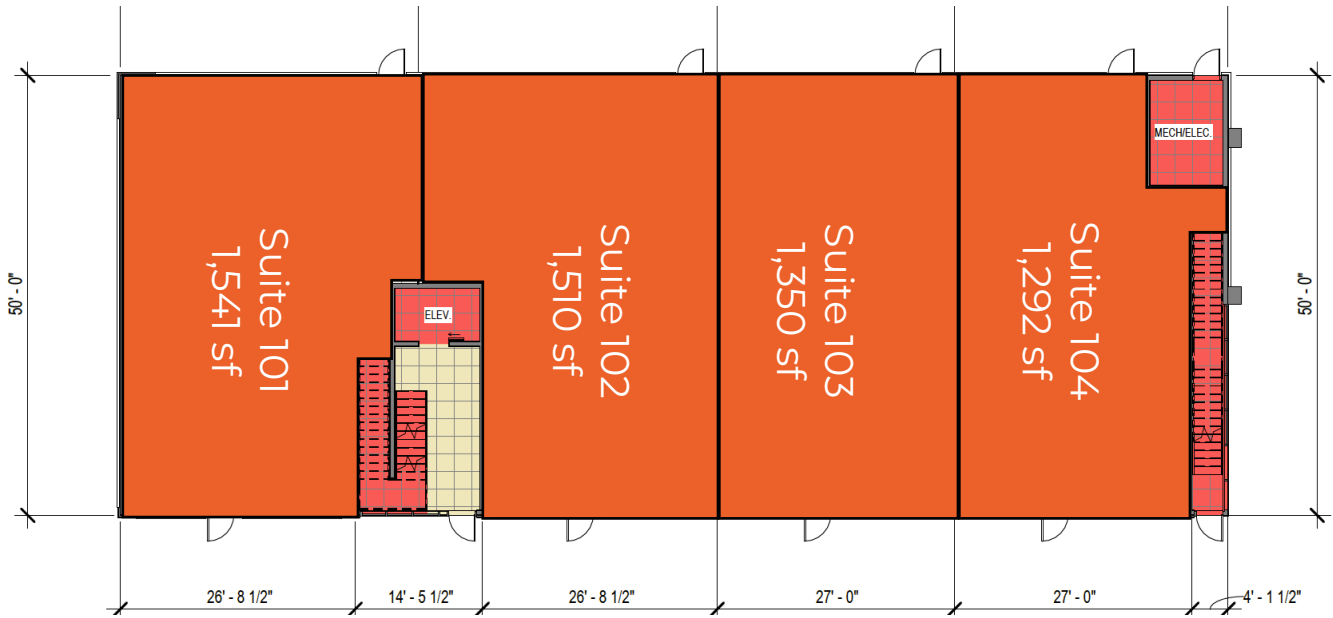 MECH/ELEC.
Suite 101
1,541 sf
Suite 102
1,510 sf
Suite 103
1,350 sf
Suite 104
1,292 sf
50' - 0"
50' - 0"
ELEV.
26' - 8 1/2"
14' - 5 1/2"
26' - 8 1/2"
27' - 0"
27' - 0"
4' - 1 1/2"